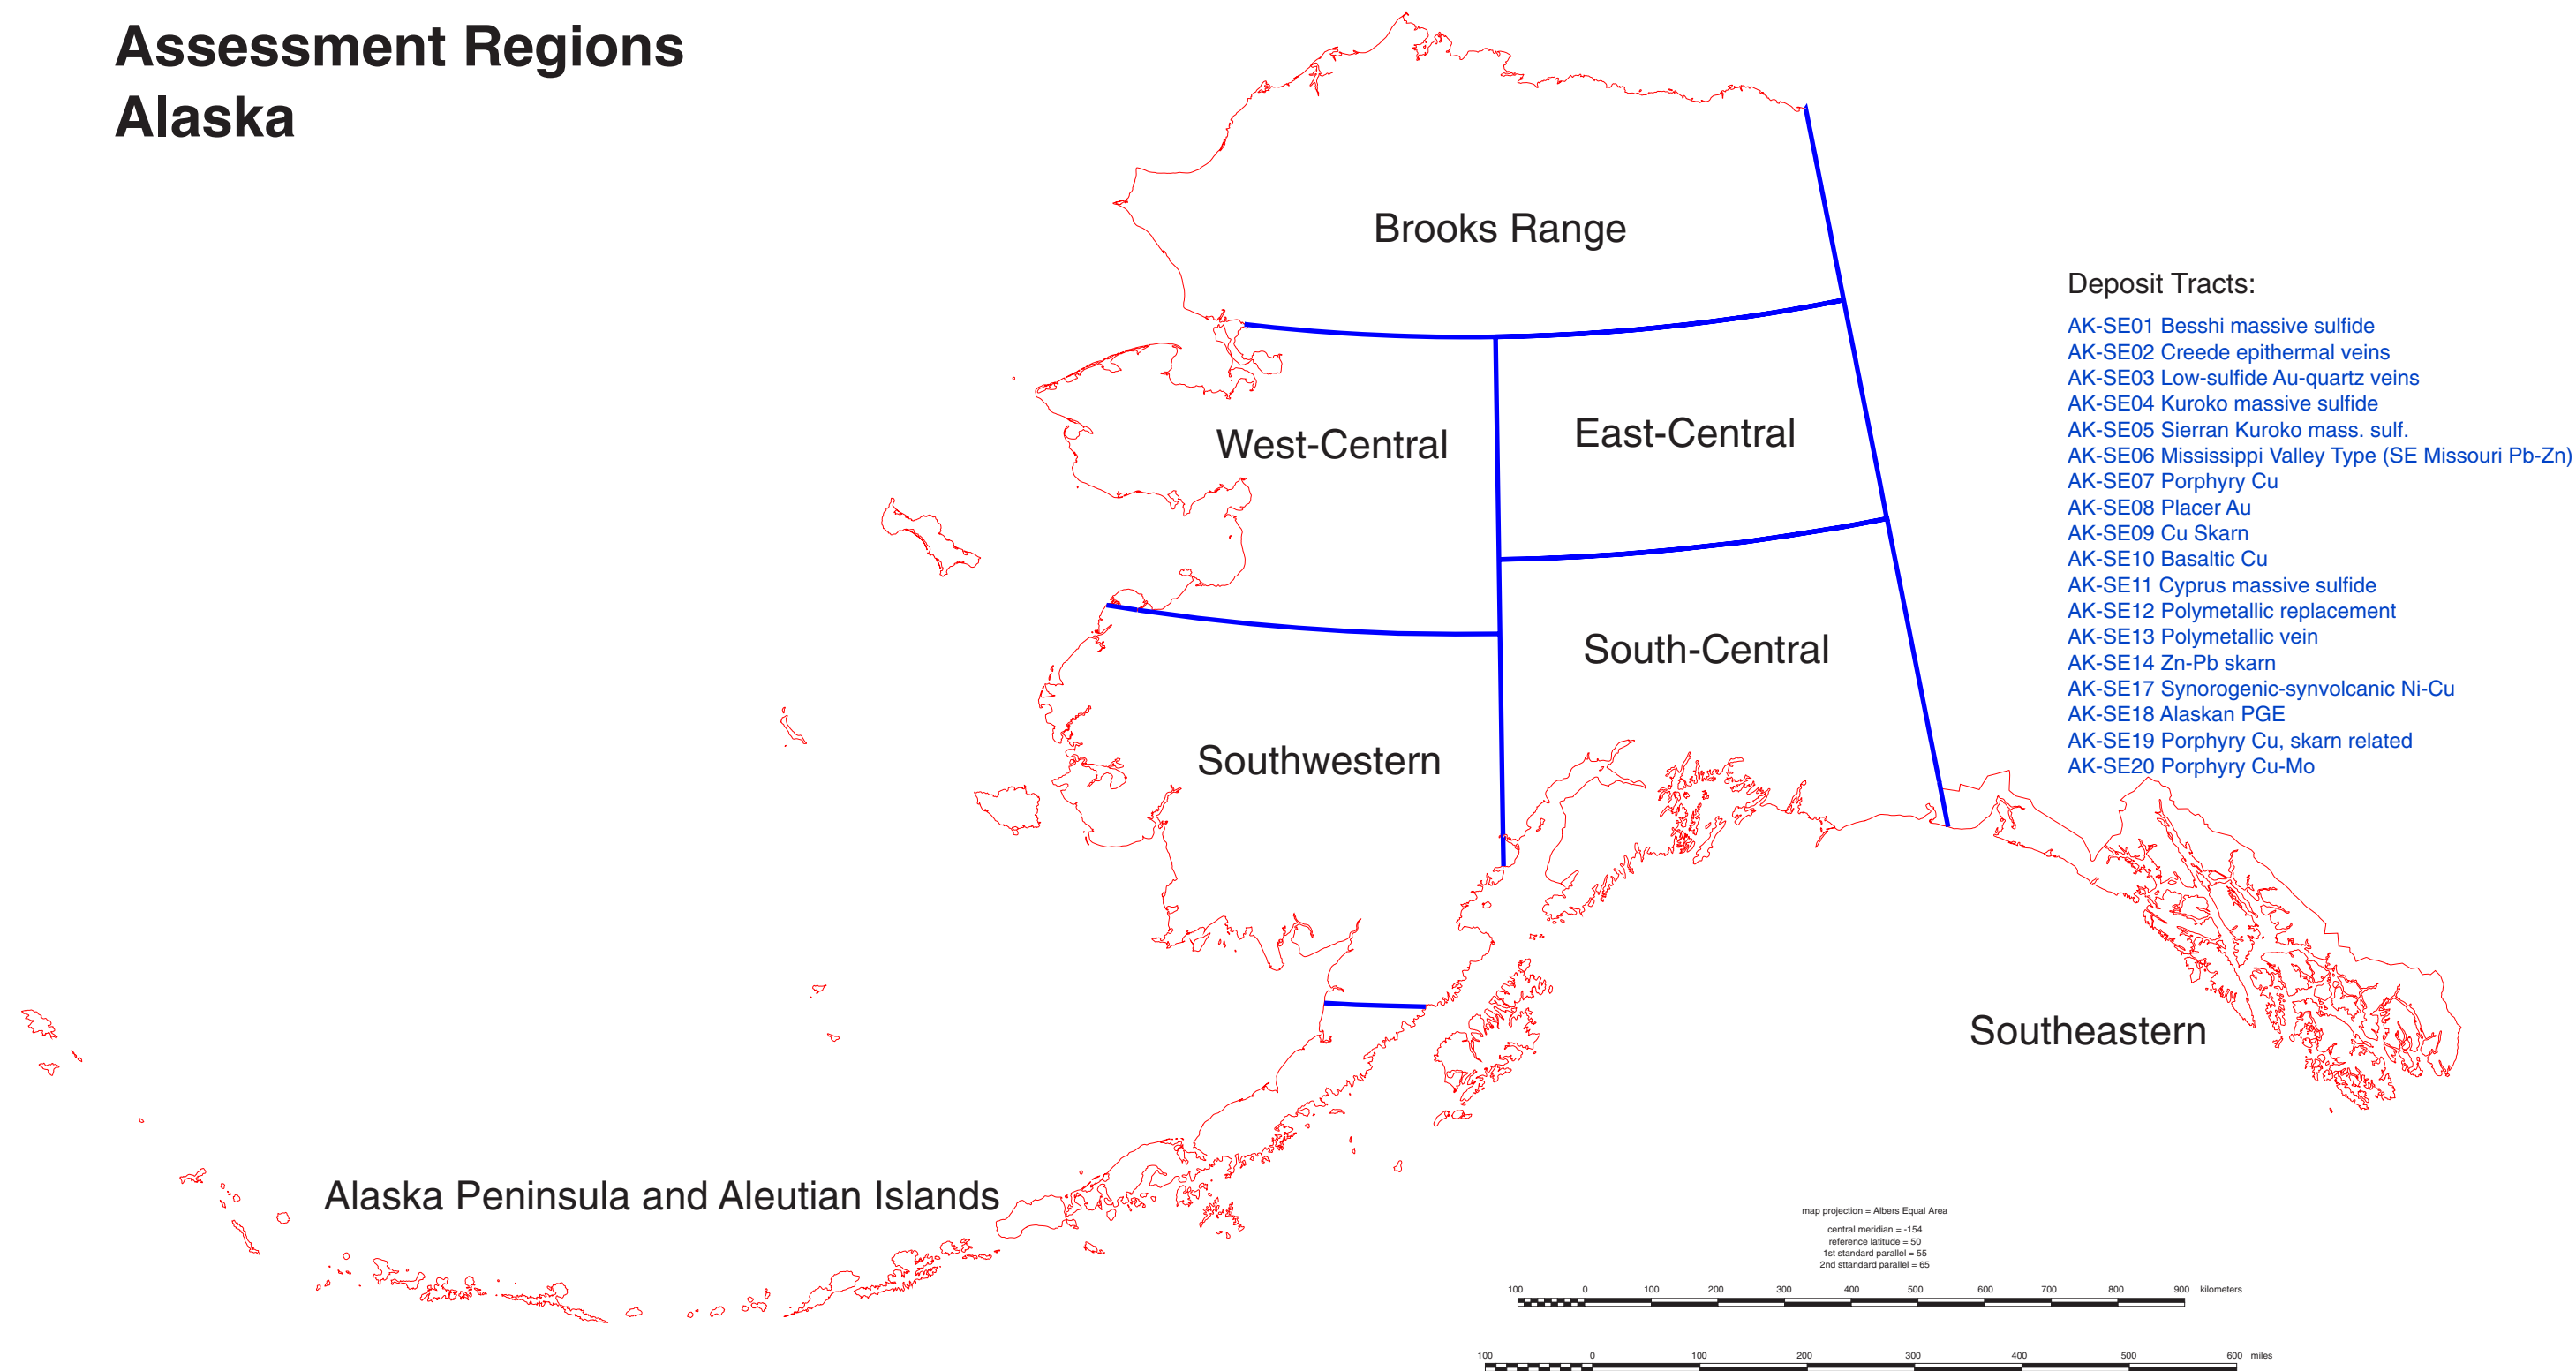 Assessment Regions
Alaska
Brooks Range
West-Central
East-Central
South-Central
Southwestern
Southeastern
Alaska Peninsula and Aleutian Islands
Deposit Tracts:
AK-SE01 Besshi massive sulfide
AK-SE02 Creede epithermal veins
AK-SE03 Low-sulfide Au-quartz veins
AK-SE04 Kuroko massive sulfide
AK-SE05 Sierran Kuroko mass. sulf.
AK-SE06 Mississippi Valley Type (SE Missouri Pb-Zn)
AK-SE07 Porphyry Cu
AK-SE08 Placer Au
AK-SE09 Cu Skarn
AK-SE10 Basaltic Cu
AK-SE11 Cyprus massive sulfide
AK-SE12 Polymetallic replacement
AK-SE13 Polymetallic vein
AK-SE14 Zn-Pb skarn
AK-SE17 Synorogenic-synvolcanic Ni-Cu
AK-SE18 Alaskan PGE
AK-SE19 Porphyry Cu, skarn related
AK-SE20 Porphyry Cu-Mo
map projection = Albers Equal Area
central meridian = -154
reference latitude = 50
1st standard parallel = 55
2nd sttandard parallel = 65
100 0 100 200 300 400 500 600 700 800 900 kilometers
100 0 100 200 300 400 500 600 miles